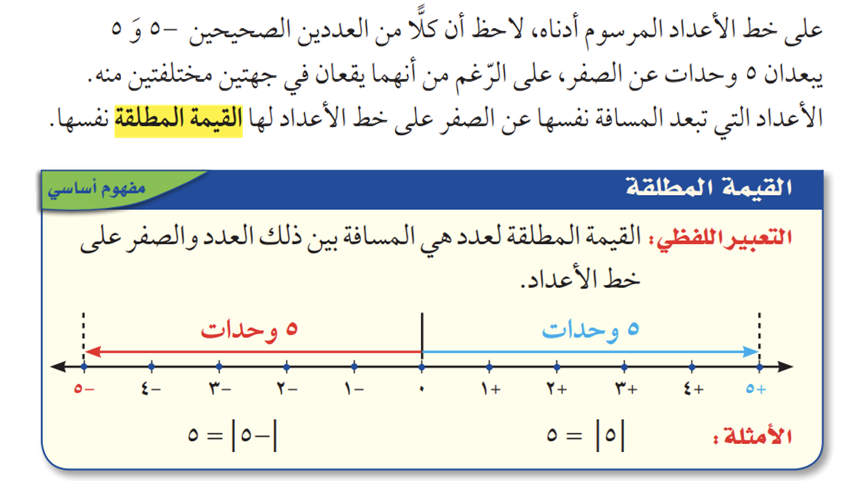 على خط الأعداد المرسوم أدناه، لاحظ أن كلًّا من العددين الصحيحين −٥ وَ ٥
يبعدان ٥ وحدات عن الصفر، على الرّغم من أنهما يقعان في جهتين مختلفتين منه.
الأعداد التي تبعد المسافة نفسها عن الصفر على خط الأعداد لها القيمة المطلقة نفسها.
القيمة المطلقة
مفهوم أساسي
التعبير اللفظي: القيمة المطلقة لعدد هي المسافة بين ذلك العدد والصفر على
خط الأعداد.
٥ وحدات ٥ وحدات
−٥ −٤ −٣ −٢ −١ ٠ +١ +٢ +٣ +٤ +٥
الأمثلة: |٥| = ٥ |−٥| = ٥